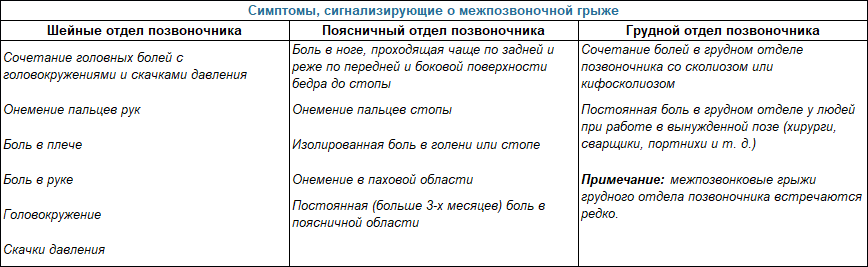 Симптомы, сигнализирующие о межпозвоночной грыже
Шейные отдел позвоночника
Поясничный отдел позвоночника
Грудной отдел позвоночника
Сочетание головных болей с
головокружениями и скачками давления
Онемение пальцев рук
Боль в плече
Боль в руке
Головокружение
Скачки давления
Боль в ноге, проходящая чаще по задней и
реже по передней и боковой поверхности
бедра до стопы
Онемение пальцев стопы
Изолированная боль в голени или стопе
Онемение в паховой области
Постоянная (больше 3-х месяцев) боль в
поясничной области
Сочетание болей в грудном отделе
позвоночника со сколиозом или
кифосколиозом
Постоянная боль в грудном отделе у людей
при работе в вынужденной позе (хирурги,
сварщики, портнихи и т. д.)
Примечание: межпозвонковые грыжи
грудного отдела позвоночника встречаются
редко.